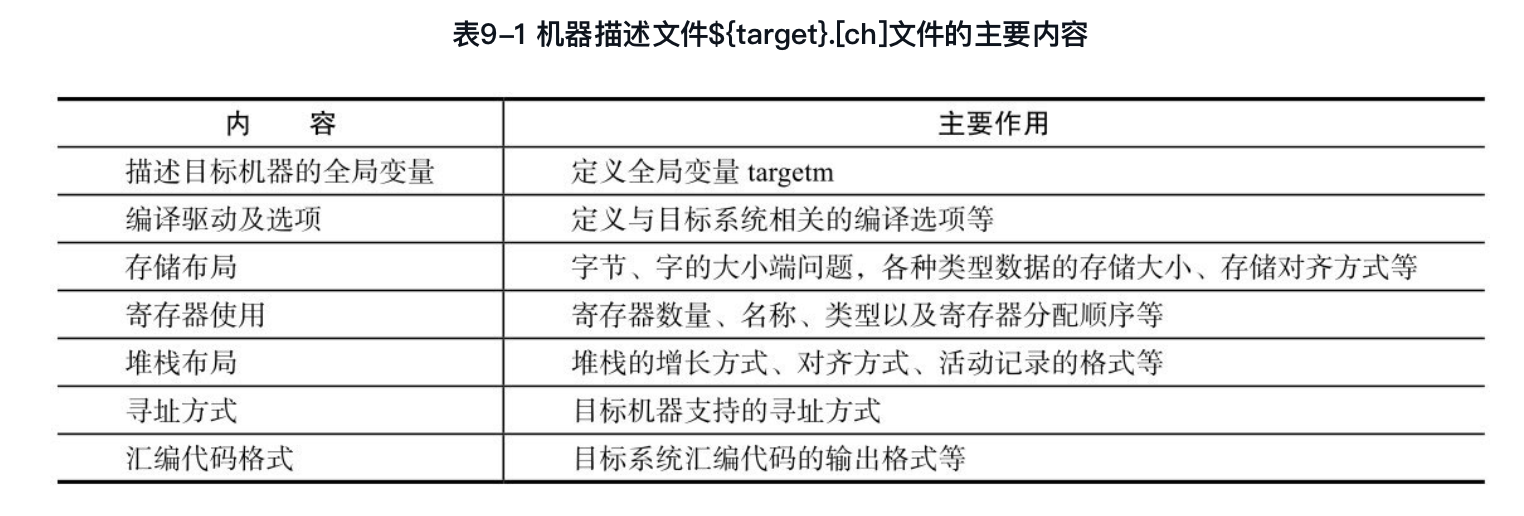 表9–1 机器描述文件${target}.[ch]文件的主要内容
内 容 主要作用
描述目标机器的全局变量 定义全局变量 targetm
编译驱动及选项 定义与目标系统相关的编译选项等
存储布局 字节、字的大小端问题，各种类型数据的存储大小、存储对齐方式等
寄存器使用 寄存器数量、名称、类型以及寄存器分配顺序等
堆栈布局 堆栈的增长方式、对齐方式、活动记录的格式等
寻址方式 目标机器支持的寻址方式
汇编代码格式 目标系统汇编代码的输出格式等